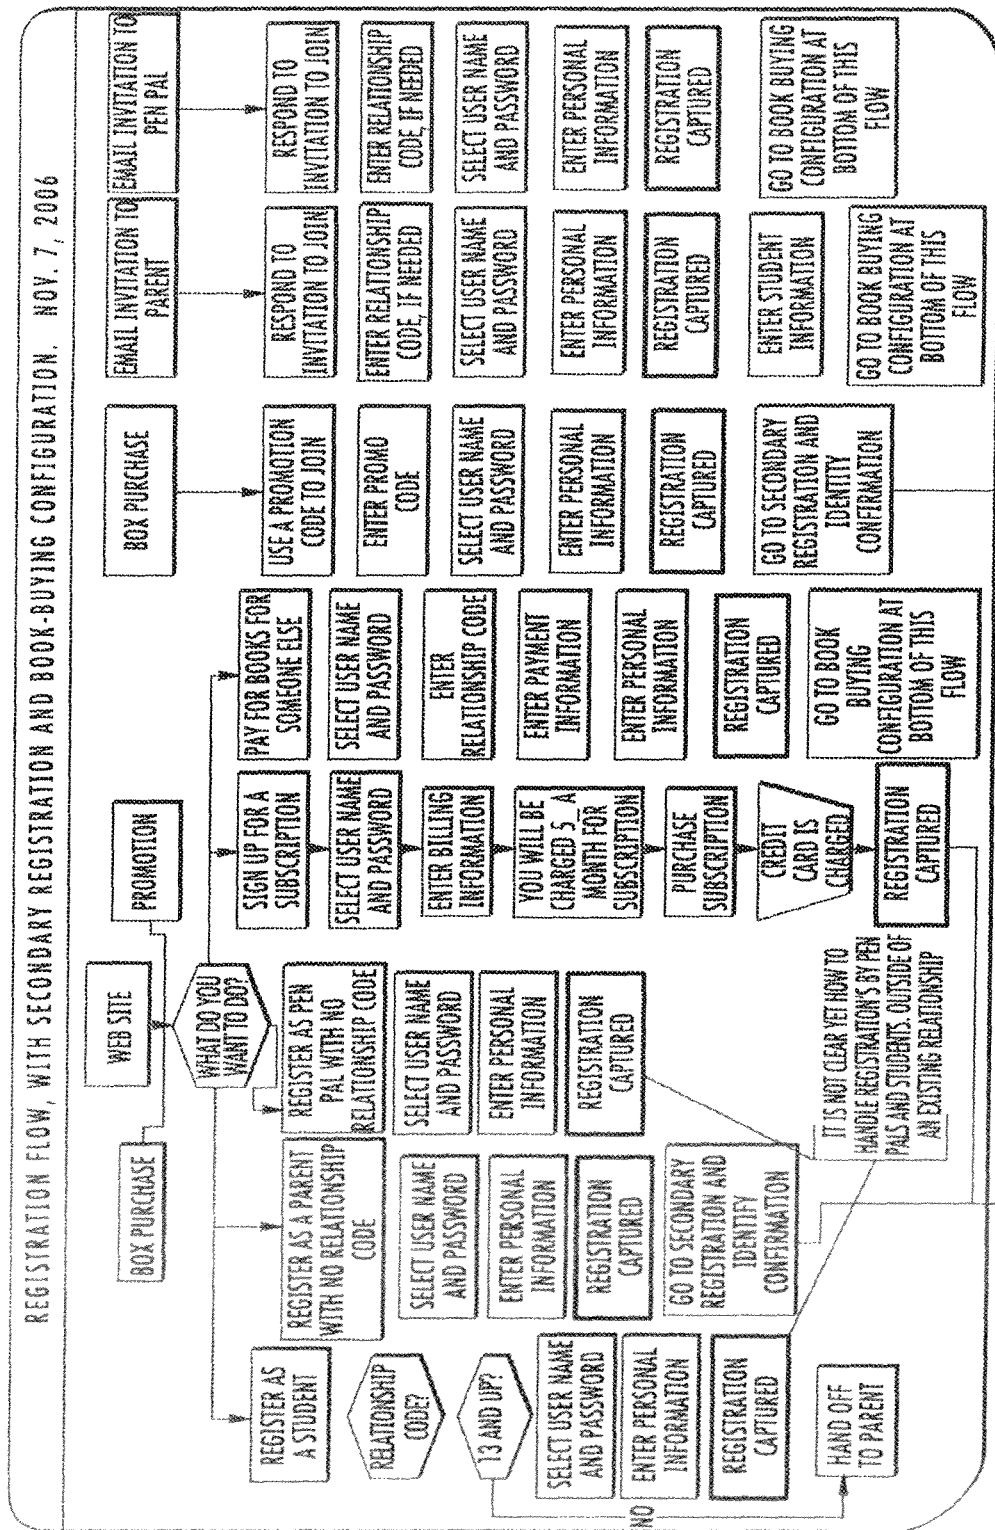 REGISTRATION FLOW, WITH SECONDARY REGISTRATION AND BOOK-BUYING CONFIGURATION. NOV. 7, 2006
BOX PURCHASE
WEB SITE
PROMOTION
WHAT DO YOU
WANT TO DO?
REGISTER AS
A STUDENT
RELATIONSHIP
CODE?
13 AND UP?
NO
SELECT USER NAME
AND PASSWORD
ENTER PERSONAL
INFORMATION
REGISTRATION
CAPTURED
HAND OFF
TO PARENT
REGISTER AS A PARENT
WITH NO RELATIONSHIP
CODE
SELECT USER NAME
AND PASSWORD
ENTER PERSONAL
INFORMATION
REGISTRATION
CAPTURED
GO TO SECONDARY
REGISTRATION AND
IDENTIFY
CONFIRMATION
REGISTER AS PEN
PAL WITH NO
RELATIONSHIP CODE
SELECT USER NAME
AND PASSWORD
ENTER PERSONAL
INFORMATION
REGISTRATION
CAPTURED
IT IS NOT CLEAR YET HOW TO
HANDLE REGISTRATION'S BY PEN
PALS AND STUDENTS. OUTSIDE OF
AN EXISTING RELATIONSHIP
SIGN UP FOR A
SUBSCRIPTION
SELECT USER NAME
AND PASSWORD
ENTER BILLING
INFORMATION
YOU WILL BE
CHARGED 5_A
MONTH FOR
SUBSCRIPTION
PURCHASE
SUBSCRIPTION
CREDIT
CARD IS
CHARGED
REGISTRATION
CAPTURED
PAY FOR BOOKS FOR
SOMEONE ELSE
SELECT USER NAME
AND PASSWORD
ENTER
RELATIONSHIP CODE
ENTER PAYMENT
INFORMATION
ENTER PERSONAL
INFORMATION
REGISTRATION
CAPTURED
GO TO BOOK
BUYING
CONFIGURATION AT
BOTTOM OF THIS
FLOW
BOX PURCHASE
USE A PROMOTION
CODE TO JOIN
ENTER PROMO
CODE
SELECT USER NAME
AND PASSWORD
ENTER PERSONAL
INFORMATION
REGISTRATION
CAPTURED
GO TO SECONDARY
REGISTRATION AND
IDENTITY
CONFIRMATION
EMAIL INVITATION TO
PARENT
RESPOND TO
INVITATION TO JOIN
ENTER RELATIONSHIP
CODE, IF NEEDED
SELECT USER NAME
AND PASSWORD
ENTER PERSONAL
INFORMATION
REGISTRATION
CAPTURED
ENTER STUDENT
INFORMATION
GO TO BOOK BUYING
CONFIGURATION AT
BOTTOM OF THIS
FLOW
EMAIL INVITATION TO
PEN PAL
RESPOND TO
INVITATION TO JOIN
ENTER RELATIONSHIP
CODE, IF NEEDED
SELECT USER NAME
AND PASSWORD
ENTER PERSONAL
INFORMATION
REGISTRATION
CAPTURED
GO TO BOOK BUYING
CONFIGURATION AT
BOTTOM OF THIS
FLOW